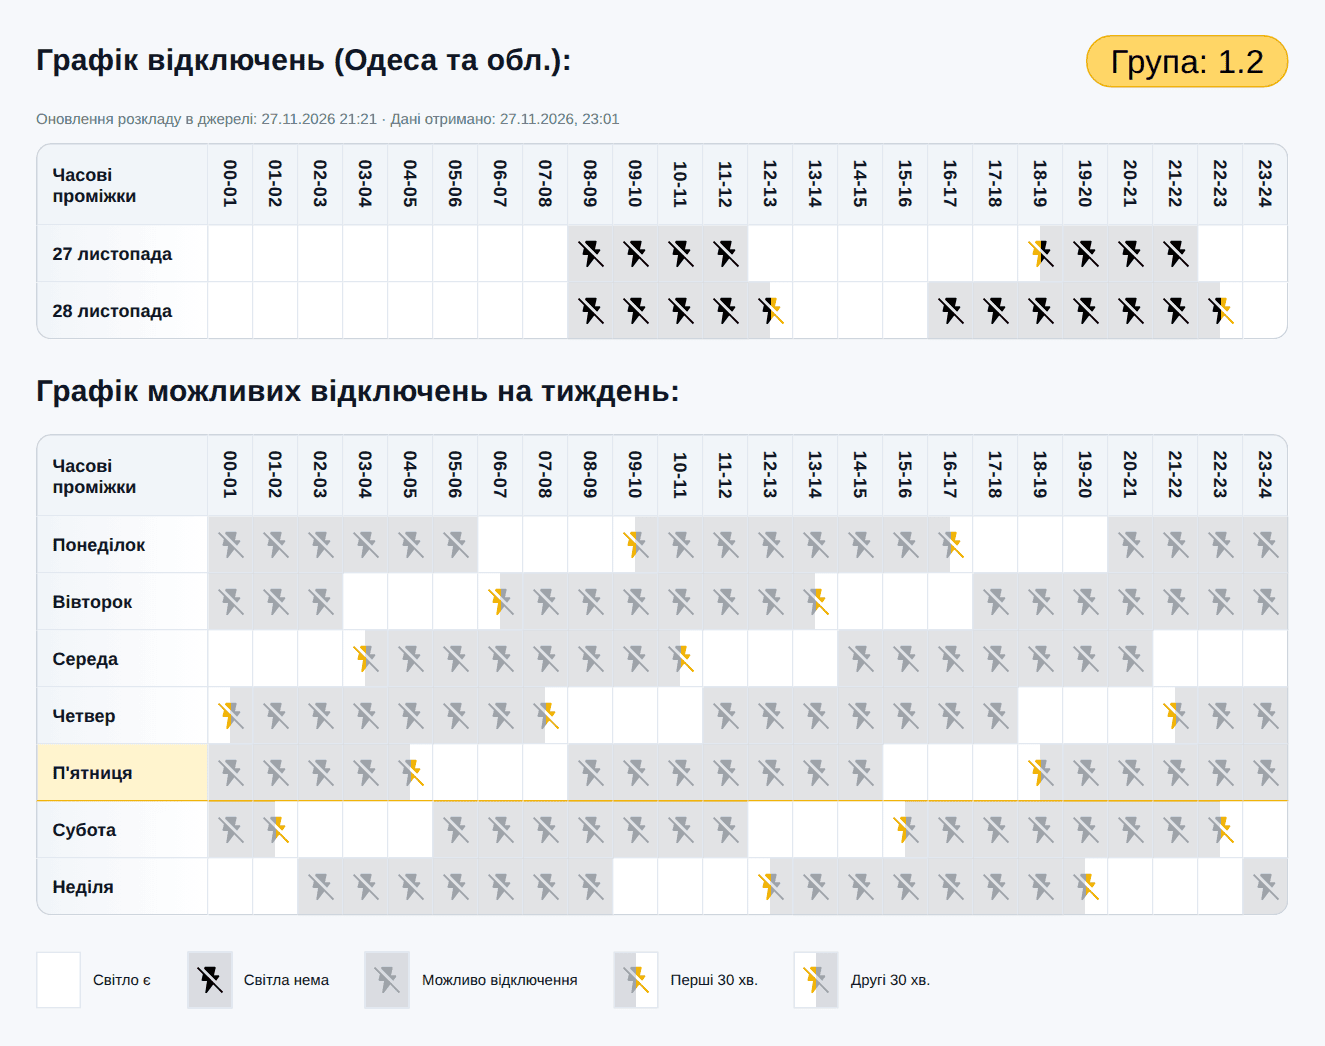 Графік відключень (Одеса та обл.):
Група: 1.2
Оновлення розкладу в джерелі: 27.11.2026 21:21 · Дані отримано: 27.11.2026, 23:01
Часові
проміжки
00-01 01-02 02-03 03-04 04-05 05-06 06-07 07-08 08-09 09-10 10-11 11-12 12-13 13-14 14-15 15-16 16-17 17-18 18-19 19-20 20-21 21-22 22-23 23-24
27 листопада
28 листопада
Графік можливих відключень на тиждень:
Часові
проміжки
00-01 01-02 02-03 03-04 04-05 05-06 06-07 07-08 08-09 09-10 10-11 11-12 12-13 13-14 14-15 15-16 16-17 17-18 18-19 19-20 20-21 21-22 22-23 23-24
Понеділок
Вівторок
Середа
Четвер
П'ятниця
Субота
Неділя
Світло є
Світла нема
Можливо відключення
Перші 30 хв.
Другі 30 хв.